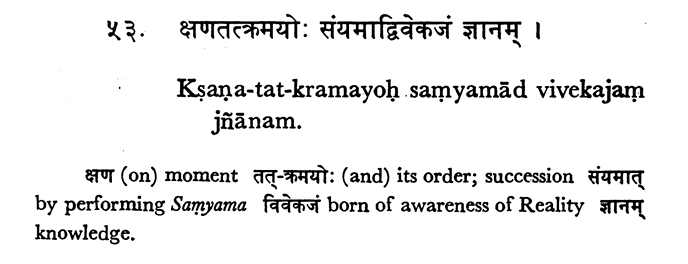 ५३. क्षणतत्क्रमयोः संयमाद्विवेकजं ज्ञानम् ।
Kṣaṇa-tat-kramayoḥ saṃyamād vivekajaṃ
jñānam.
क्षण (on) moment तत्-क्रमयोः (and) its order; succession संयमात्
by performing Saṃyama विवेकजं born of awareness of Reality ज्ञानम्
knowledge.